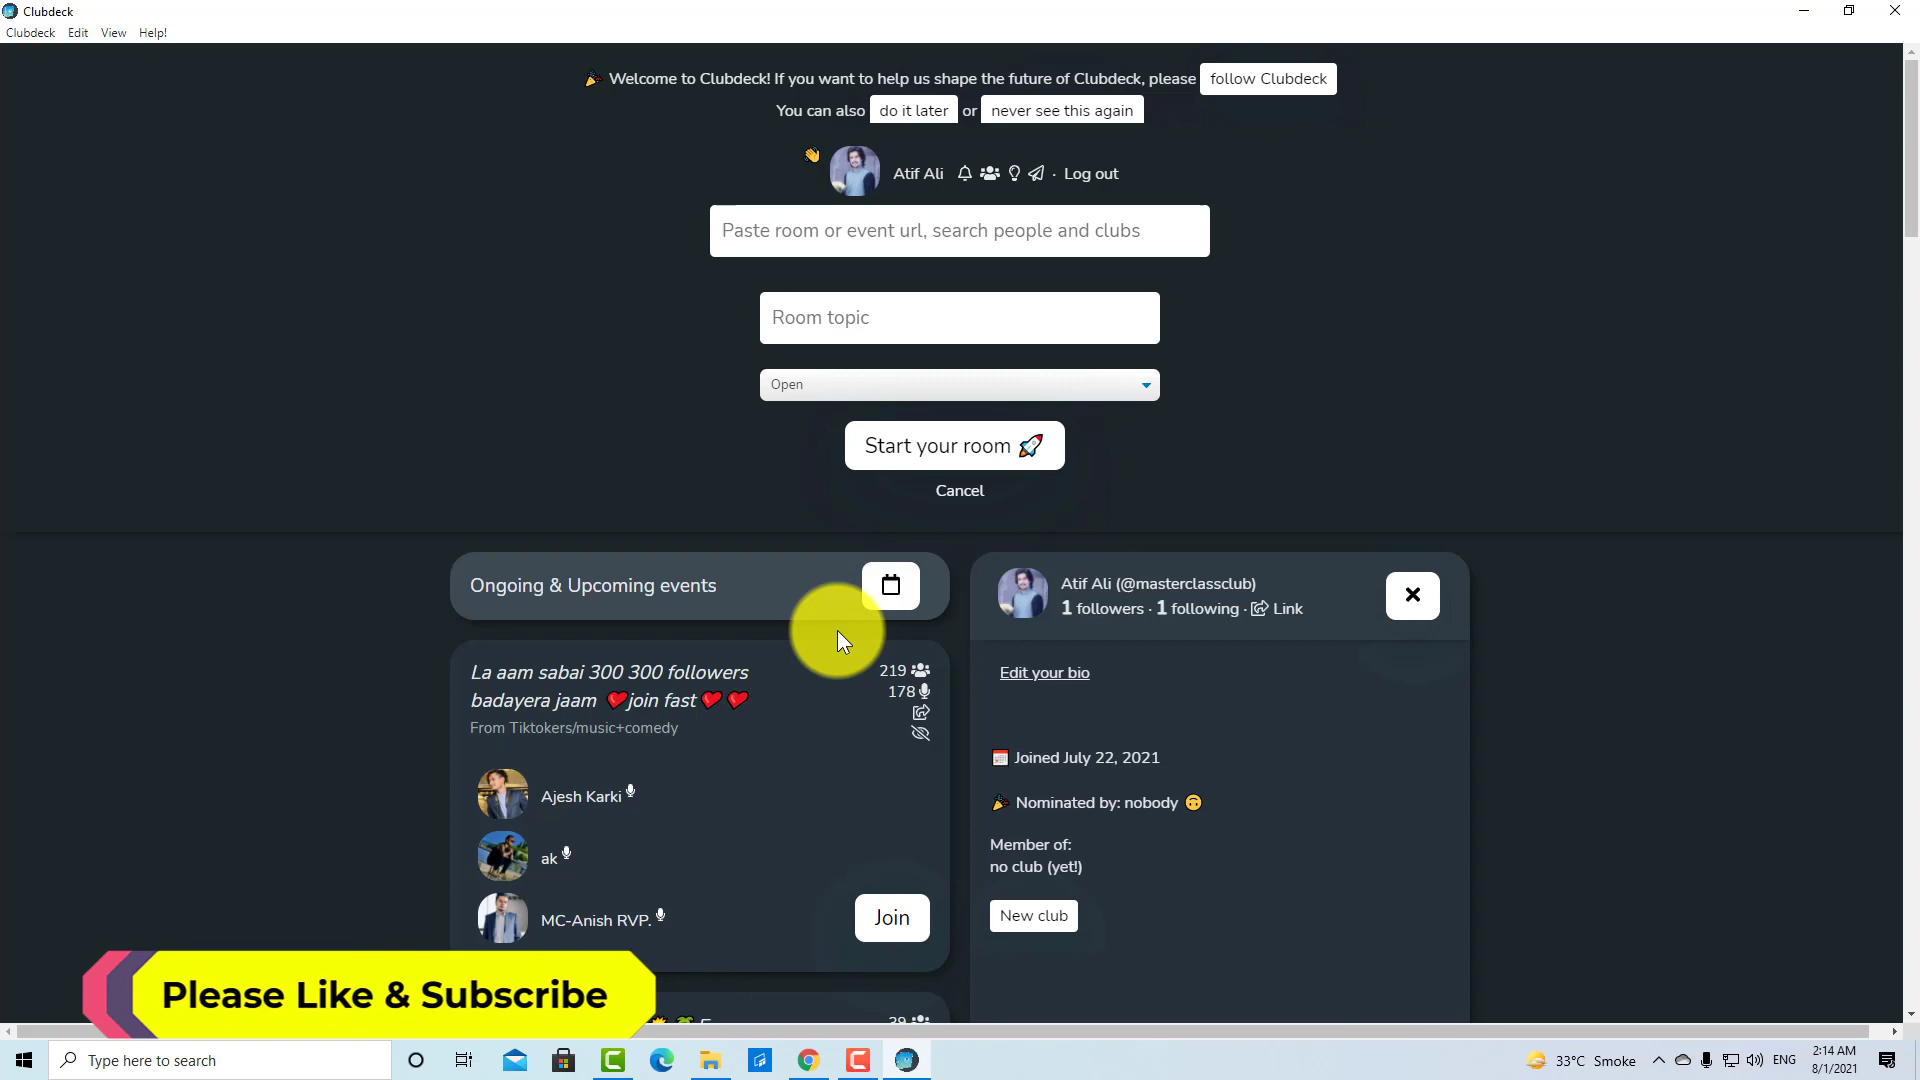 Clubdeck
Clubdeck Edit View Help!
🎉 Welcome to Clubdeck! If you want to help us shape the future of Clubdeck, please follow Clubdeck
You can also do it later or never see this again
👋 Atif Ali · Log out
Paste room or event url, search people and clubs
Room topic
Open
Start your room 🚀
Cancel
Ongoing & Upcoming events
La aam sabai 300 300 followers
badayera jaam ❤️join fast❤️ ❤️
From Tiktokers/music+comedy
219
178
Ajesh Karki
ak
MC-Anish RVP.
Join
39
Atif Ali (@masterclassclub)
1 followers · 1 following · Link
Edit your bio
📅 Joined July 22, 2021
🎉 Nominated by: nobody 🙃
Member of:
no club (yet!)
New club
Please Like & Subscribe
Type here to search
33°C Smoke
ENG
2:14 AM
8/1/2021